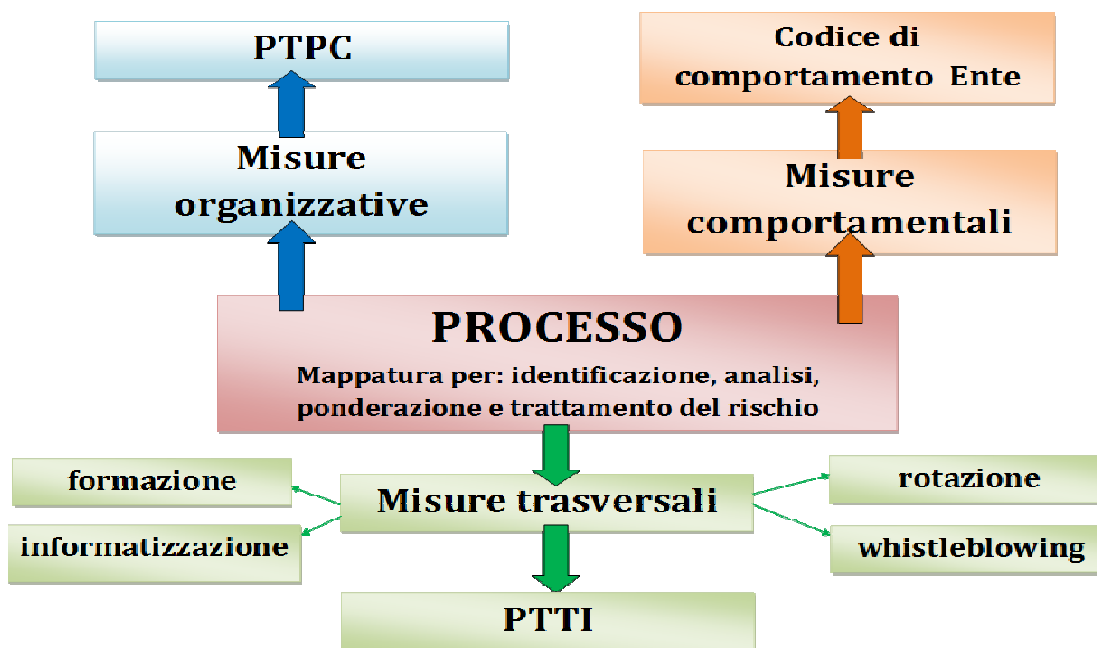 PTPC
Codice di
comportamento Ente
Misure
organizzative
Misure
comportamentali
PROCESSO
Mappatura per: identificazione, analisi,
ponderazione e trattamento del rischio
formazione
Misure trasversali
rotazione
informatizzazione
whistleblowing
PTTI